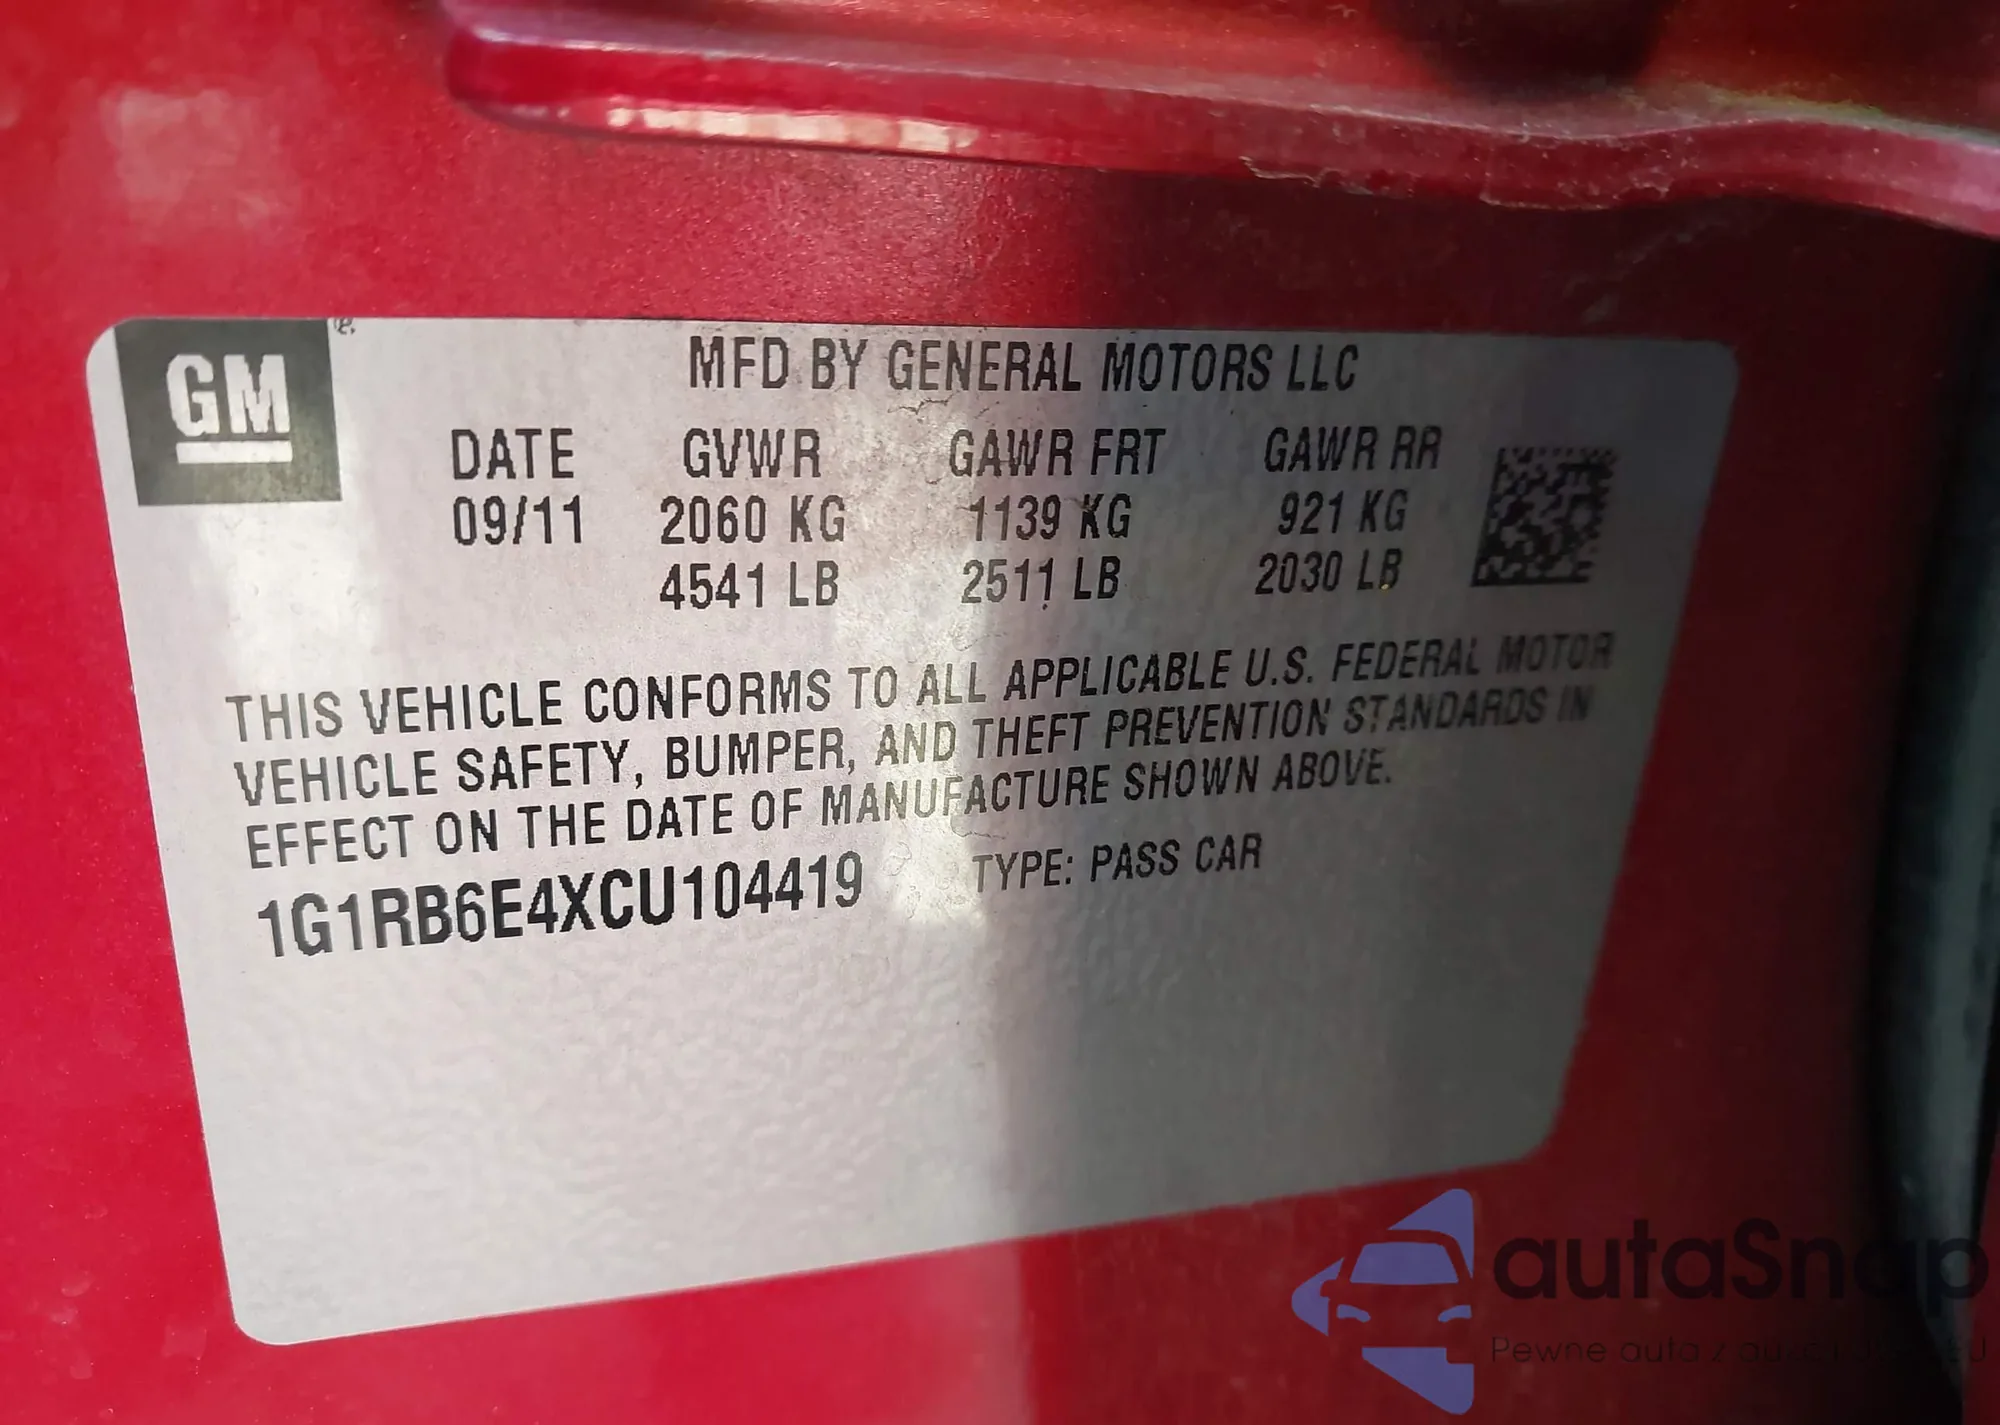 GM
MFD BY GENERAL MOTORS LLC
DATE GVWR GAWR FRT GAWR RR
09/11 2060 KG 1139 KG 921 KG
4541 LB 2511 LB 2030 LB
THIS VEHICLE CONFORMS TO ALL APPLICABLE U.S. FEDERAL MOTOR
VEHICLE SAFETY, BUMPER, AND THEFT PREVENTION STANDARDS IN
EFFECT ON THE DATE OF MANUFACTURE SHOWN ABOVE.
1G1RB6E4XCU104419 TYPE: PASS CAR
autaSnap
Pewne auta z